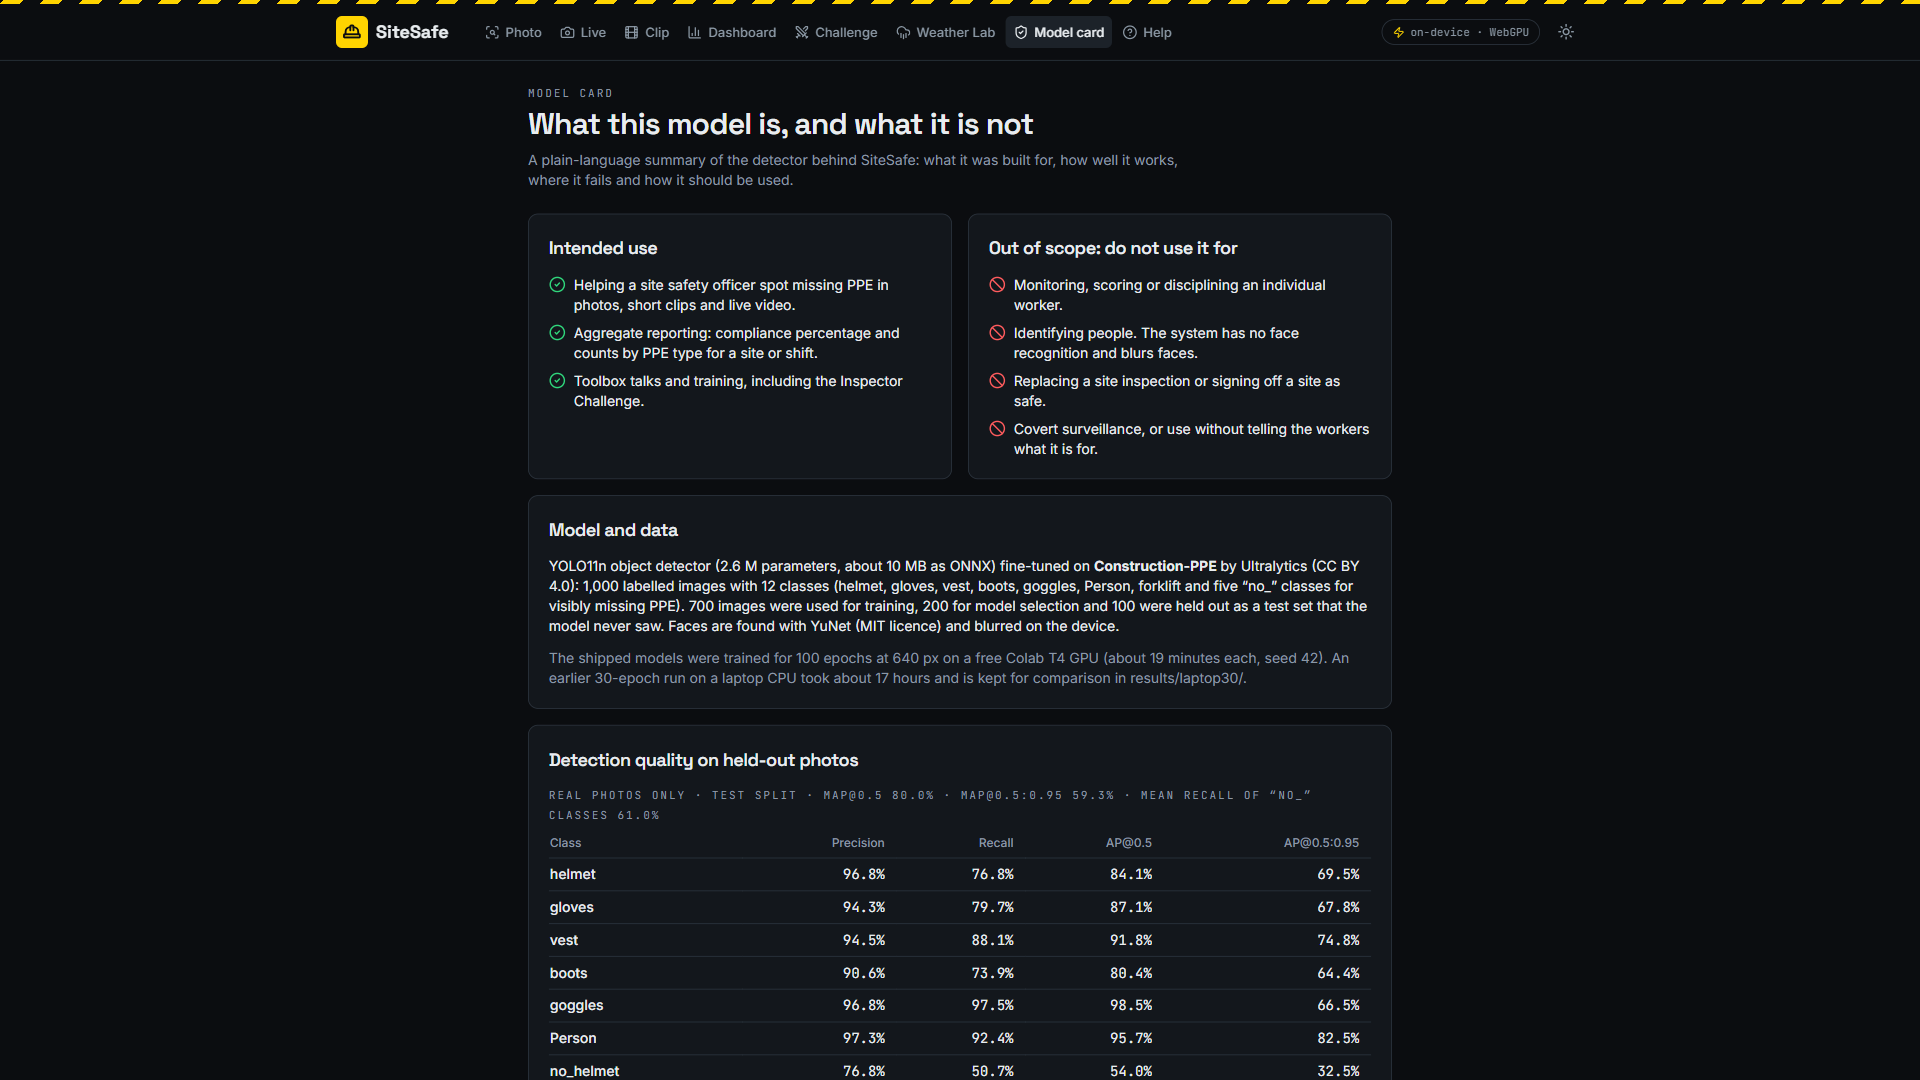 SiteSafe
Photo
Live
Clip
Dashboard
Challenge
Weather Lab
Model card
Help
on-device · WebGPU
MODEL CARD
What this model is, and what it is not
A plain-language summary of the detector behind SiteSafe: what it was built for, how well it works,
where it fails and how it should be used.
Intended use
Helping a site safety officer spot missing PPE in
photos, short clips and live video.
Aggregate reporting: compliance percentage and
counts by PPE type for a site or shift.
Toolbox talks and training, including the Inspector
Challenge.
Out of scope: do not use it for
Monitoring, scoring or disciplining an individual
worker.
Identifying people. The system has no face
recognition and blurs faces.
Replacing a site inspection or signing off a site as
safe.
Covert surveillance, or use without telling the workers
what it is for.
Model and data
YOLO11n object detector (2.6 M parameters, about 10 MB as ONNX) fine-tuned on Construction-PPE by Ultralytics (CC BY
4.0): 1,000 labelled images with 12 classes (helmet, gloves, vest, boots, goggles, Person, forklift and five “no_” classes for
visibly missing PPE). 700 images were used for training, 200 for model selection and 100 were held out as a test set that the
model never saw. Faces are found with YuNet (MIT licence) and blurred on the device.
The shipped models were trained for 100 epochs at 640 px on a free Colab T4 GPU (about 19 minutes each, seed 42). An
earlier 30-epoch run on a laptop CPU took about 17 hours and is kept for comparison in results/laptop30/.
Detection quality on held-out photos
REAL PHOTOS ONLY · TEST SPLIT · MAP@0.5 80.0% · MAP@0.5:0.95 59.3% · MEAN RECALL OF “NO_”
CLASSES 61.0%
Class Precision Recall AP@0.5 AP@0.5:0.95
helmet 96.8% 76.8% 84.1% 69.5%
gloves 94.3% 79.7% 87.1% 67.8%
vest 94.5% 88.1% 91.8% 74.8%
boots 90.6% 73.9% 80.4% 64.4%
goggles 96.8% 97.5% 98.5% 66.5%
Person 97.3% 92.4% 95.7% 82.5%
no_helmet 76.8% 50.7% 54.0% 32.5%